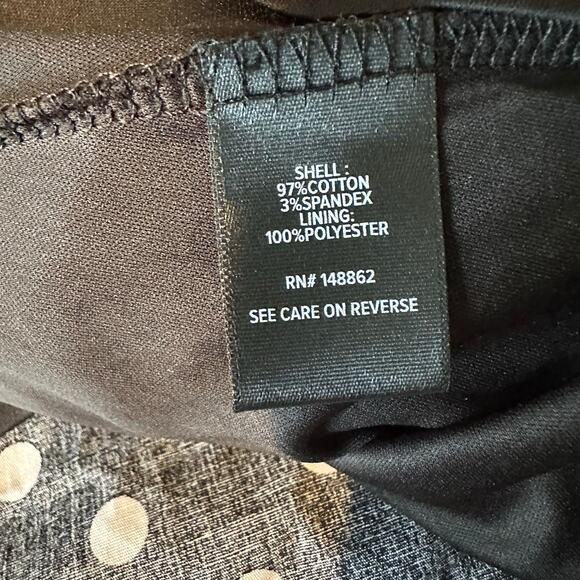 SHELL :
97%COTTON
3%SPANDEX
LINING:
100%POLYESTER
RN# 148862
SEE CARE ON REVERSE